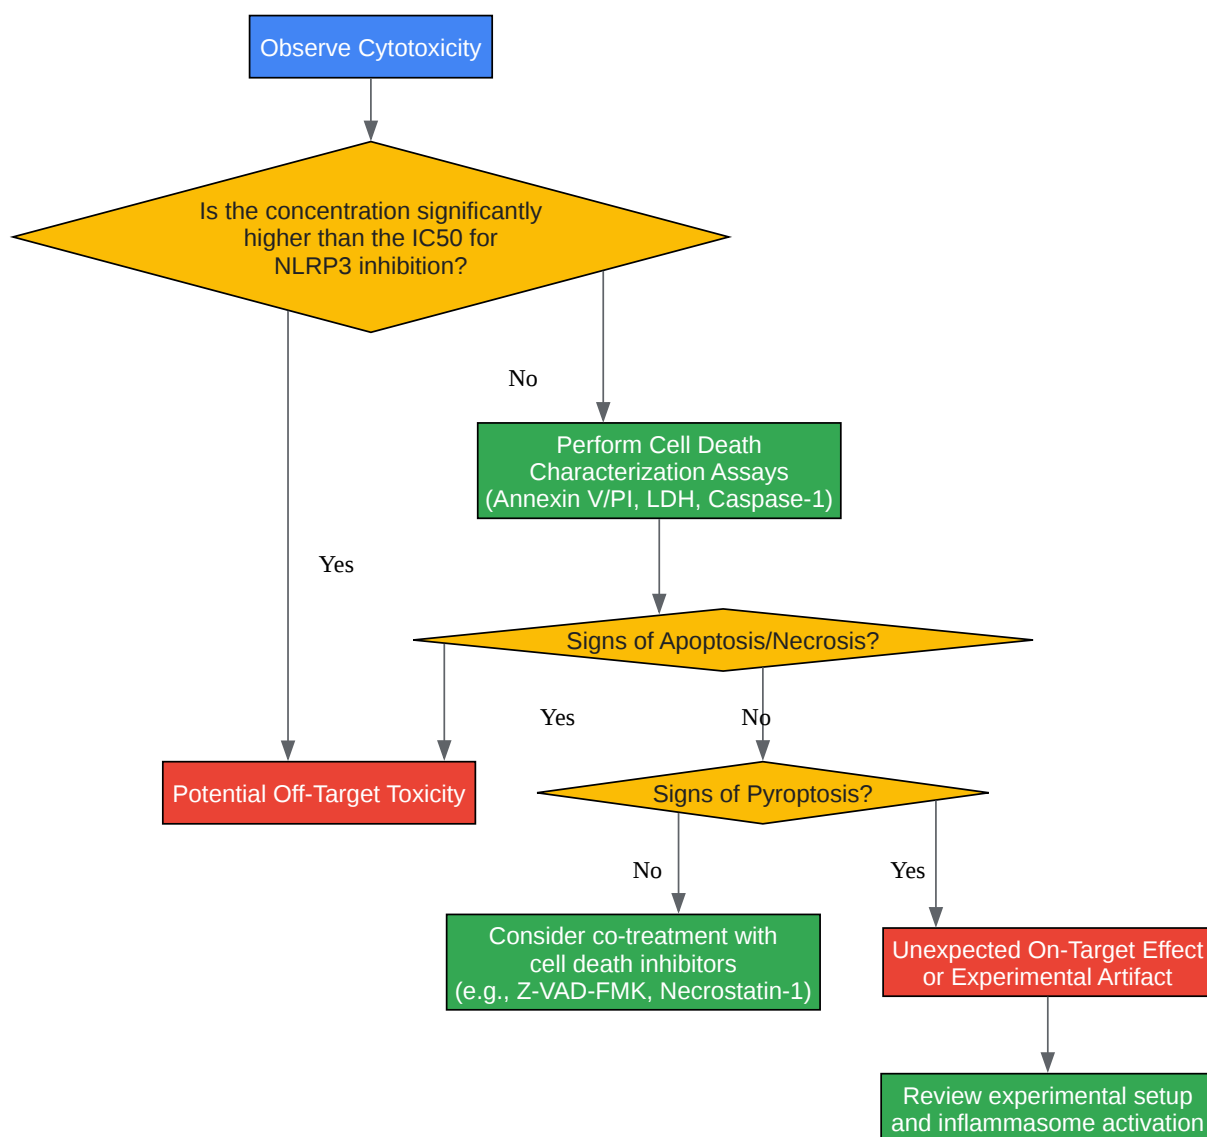 Observe Cytotoxicity
Is the concentration significantly
higher than the IC50 for
NLRP3 inhibition?
No
Perform Cell Death
Characterization Assays
(Annexin V/PI, LDH, Caspase-1)
Yes
Signs of Apoptosis/Necrosis?
Yes
No
Potential Off-Target Toxicity
Signs of Pyroptosis?
No
Yes
Consider co-treatment with
cell death inhibitors
(e.g., Z-VAD-FMK, Necrostatin-1)
Unexpected On-Target Effect
or Experimental Artifact
Review experimental setup
and inflammasome activation